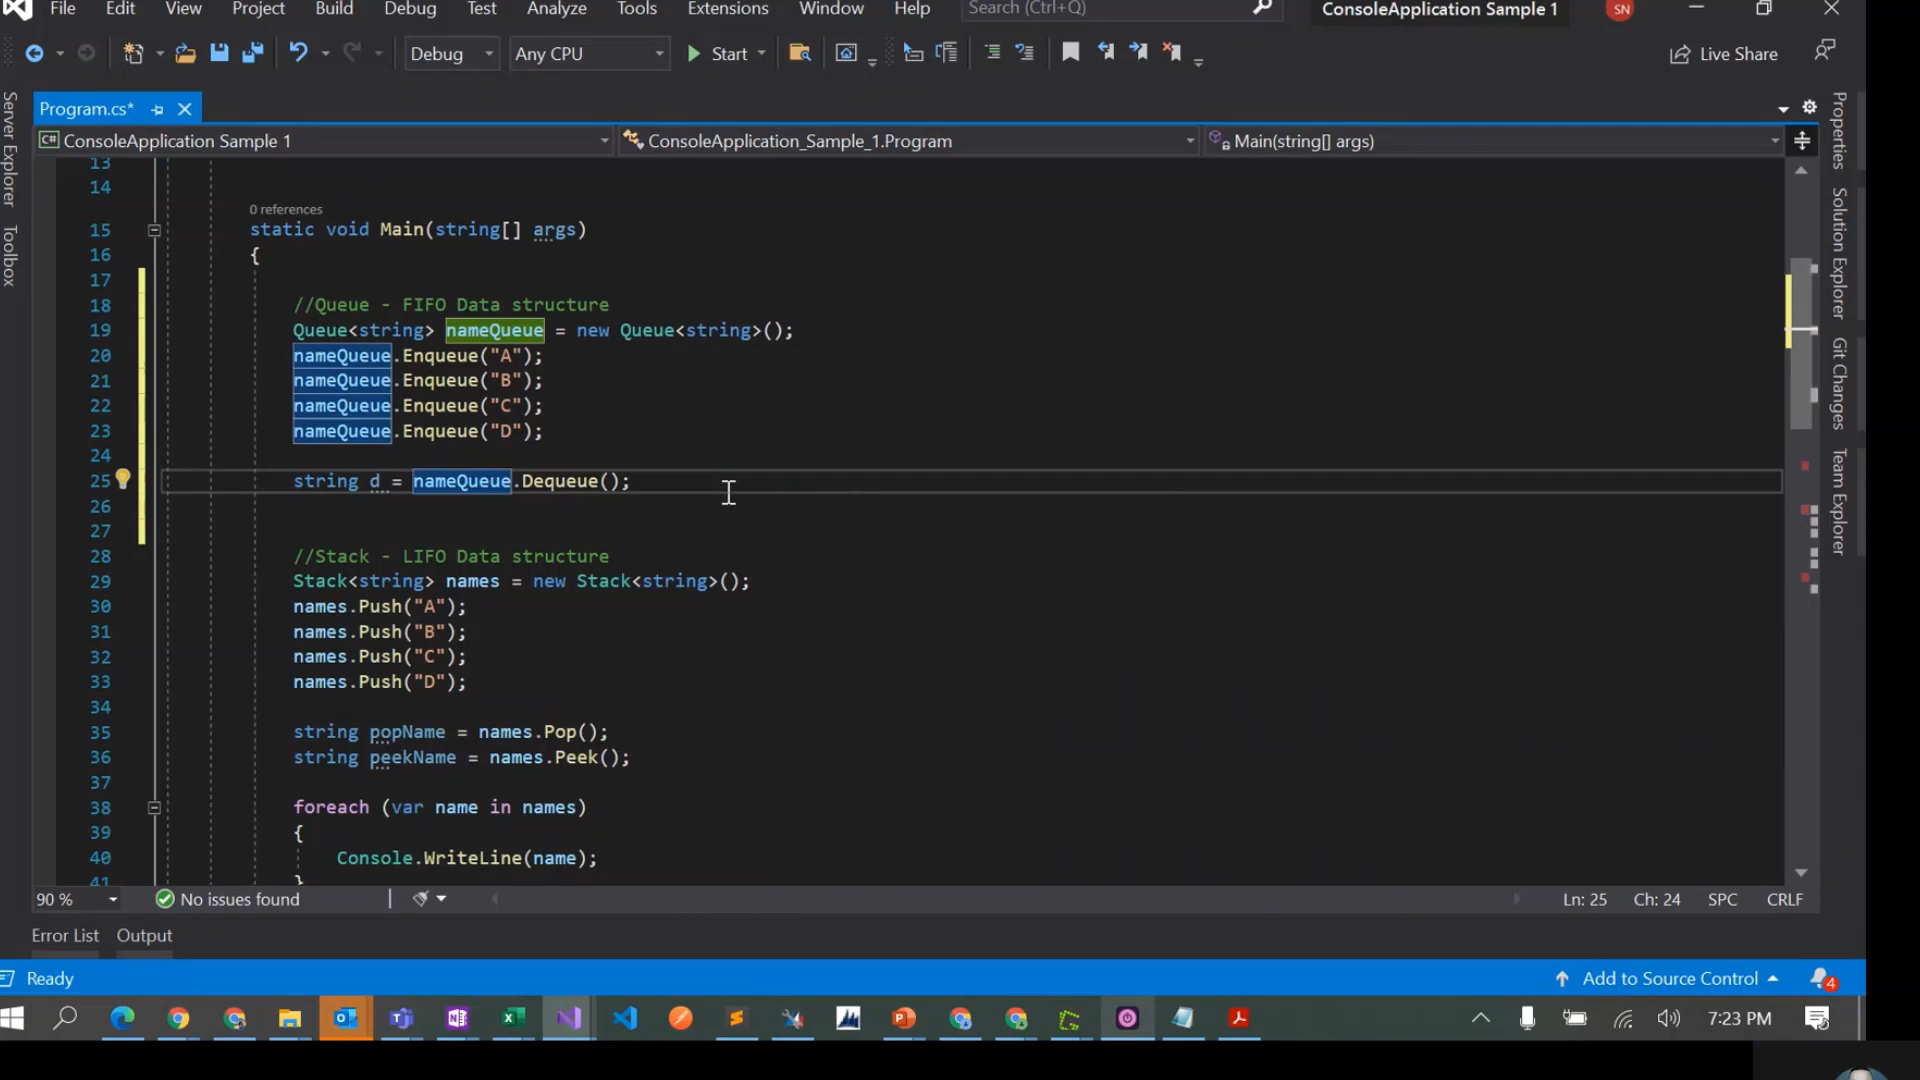 File Edit View Project Build Debug Test Analyze Tools Extensions Window Help Search (Ctrl+Q) ConsoleApplication Sample 1 SN
Debug Any CPU Start Live Share
Program.cs*
ConsoleApplication Sample 1 ConsoleApplication_Sample_1.Program Main(string[] args)
Server Explorer
Toolbox
Properties
Solution Explorer
Git Changes
Team Explorer
13
14
0 references
15 static void Main(string[] args)
16 {
17
18 //Queue - FIFO Data structure
19 Queue<string> nameQueue = new Queue<string>();
20 nameQueue.Enqueue("A");
21 nameQueue.Enqueue("B");
22 nameQueue.Enqueue("C");
23 nameQueue.Enqueue("D");
24
25 string d = nameQueue.Dequeue();
26
27
28 //Stack - LIFO Data structure
29 Stack<string> names = new Stack<string>();
30 names.Push("A");
31 names.Push("B");
32 names.Push("C");
33 names.Push("D");
34
35 string popName = names.Pop();
36 string peekName = names.Peek();
37
38 foreach (var name in names)
39 {
40 Console.WriteLine(name);
41 }
90 % No issues found Ln: 25 Ch: 24 SPC CRLF
Error List Output
Ready Add to Source Control 4
7:23 PM